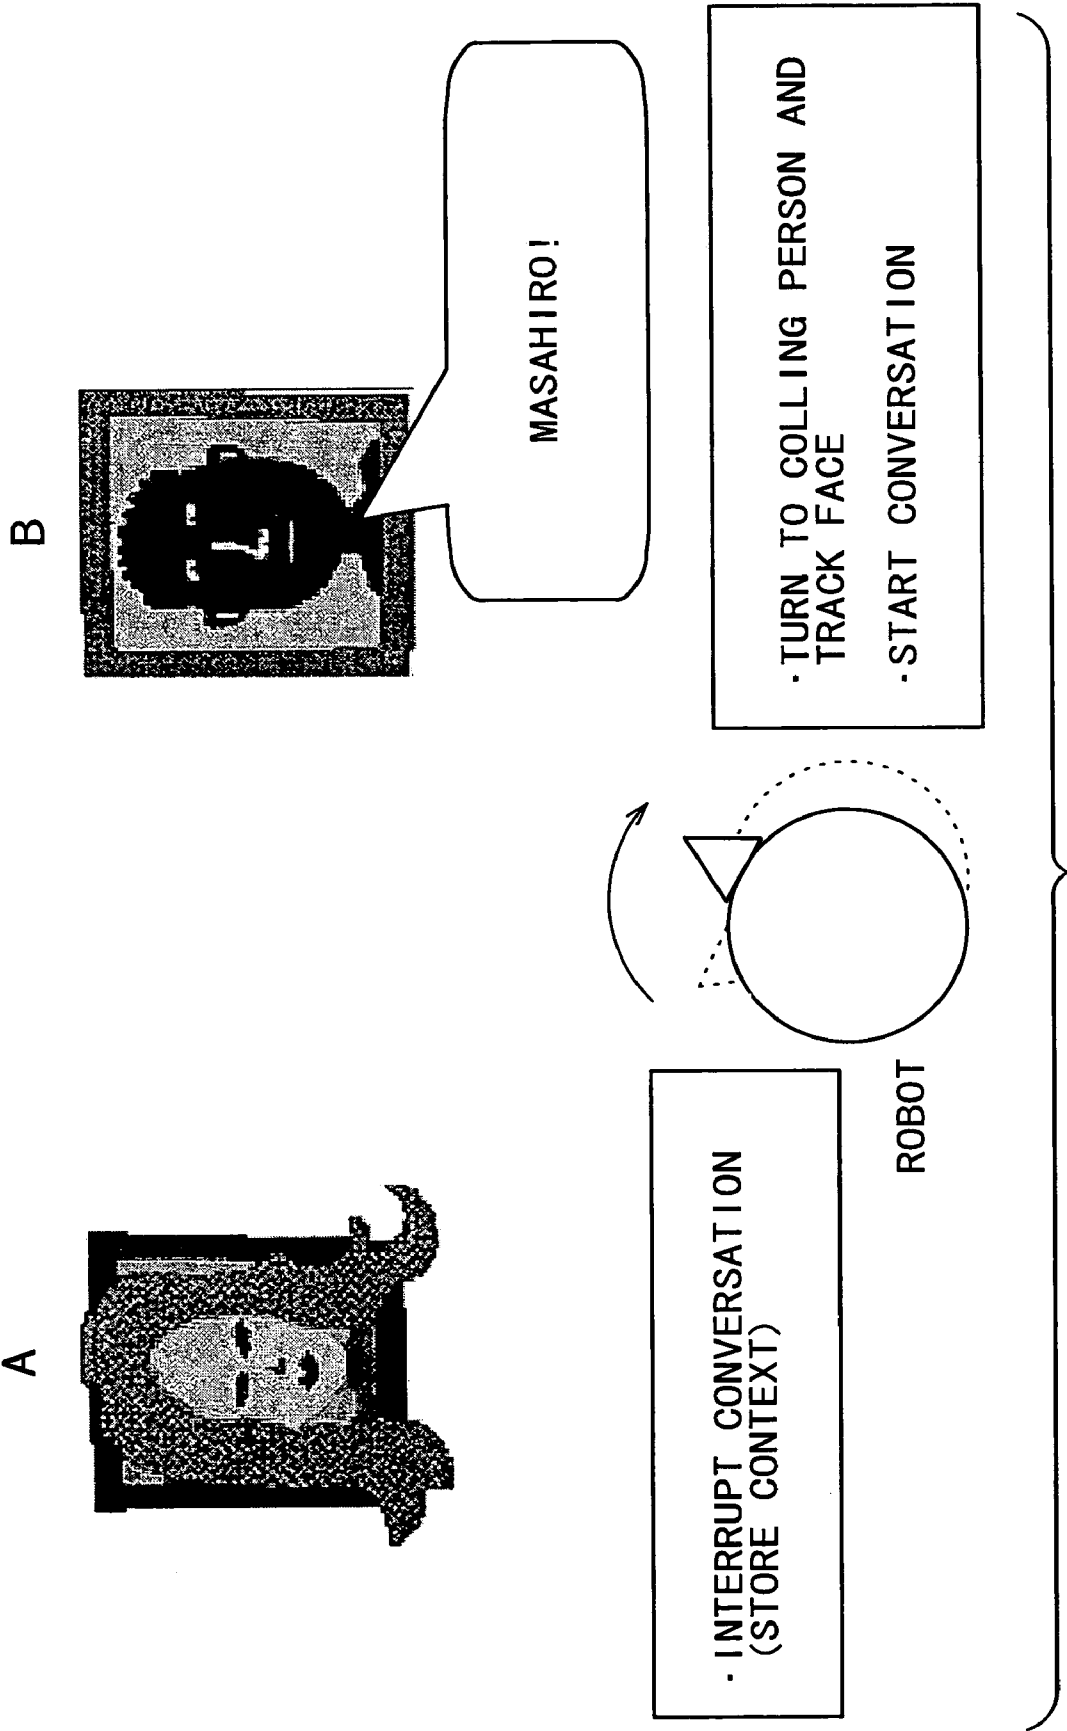 A
B
MASAHIRO!
· INTERRUPT CONVERSATION
(STORE CONTEXT)
ROBOT
· TURN TO COLLING PERSON AND
TRACK FACE
· START CONVERSATION